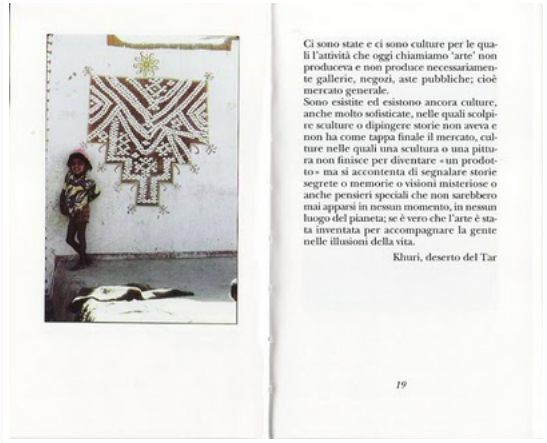 Ci sono state e ci sono culture per le qua-
li l'attività che oggi chiamiamo 'arte' non
produceva e non produce necessariamen-
te gallerie, negozi, aste pubbliche; cioè
mercato generale.
Sono esistite ed esistono ancora culture,
anche molto sofisticate, nelle quali scolpi-
re sculture o dipingere storie non aveva e
non ha come tappa finale il mercato, cul-
ture nelle quali una scultura o una pittu-
ra non finisce per diventare «un prodot-
to» ma si accontenta di segnalare storie
segrete o memorie o visioni misteriose o
anche pensieri speciali che non sarebbero
mai apparsi in nessun momento, in nessun
luogo del pianeta; se è vero che l'arte è sta-
ta inventata per accompagnare la gente
nelle illusioni della vita.
Khuri, deserto del Tar
19